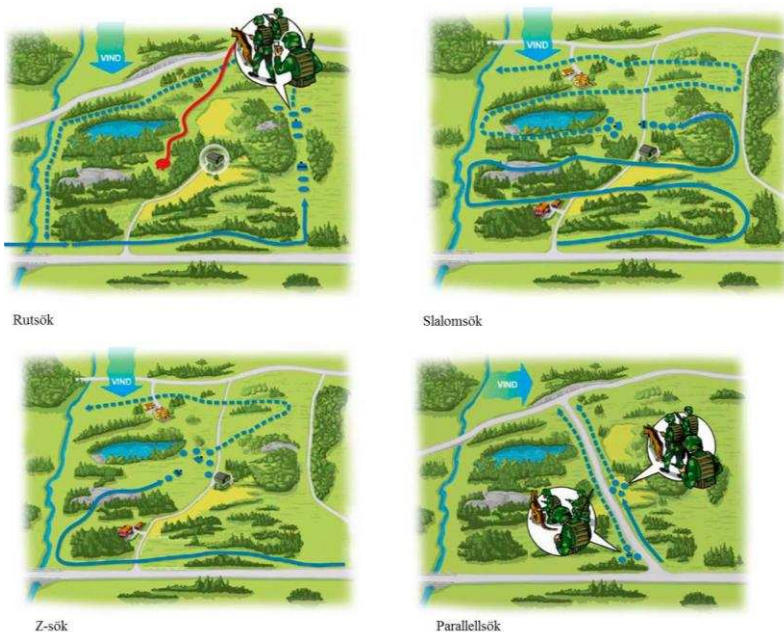 VIND
VIND
Rutsök
Slalomsök
VIND
VIND
Z-sök
Parallellsök